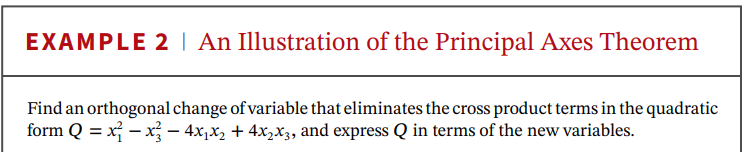 EXAMPLE 2 | An Illustration of the Principal Axes Theorem
Find an orthogonal change of variable that eliminates the cross product terms in the quadratic
form Q = x₁² − x₃² − 4x₁x₂ + 4x₂x₃, and express Q in terms of the new variables.